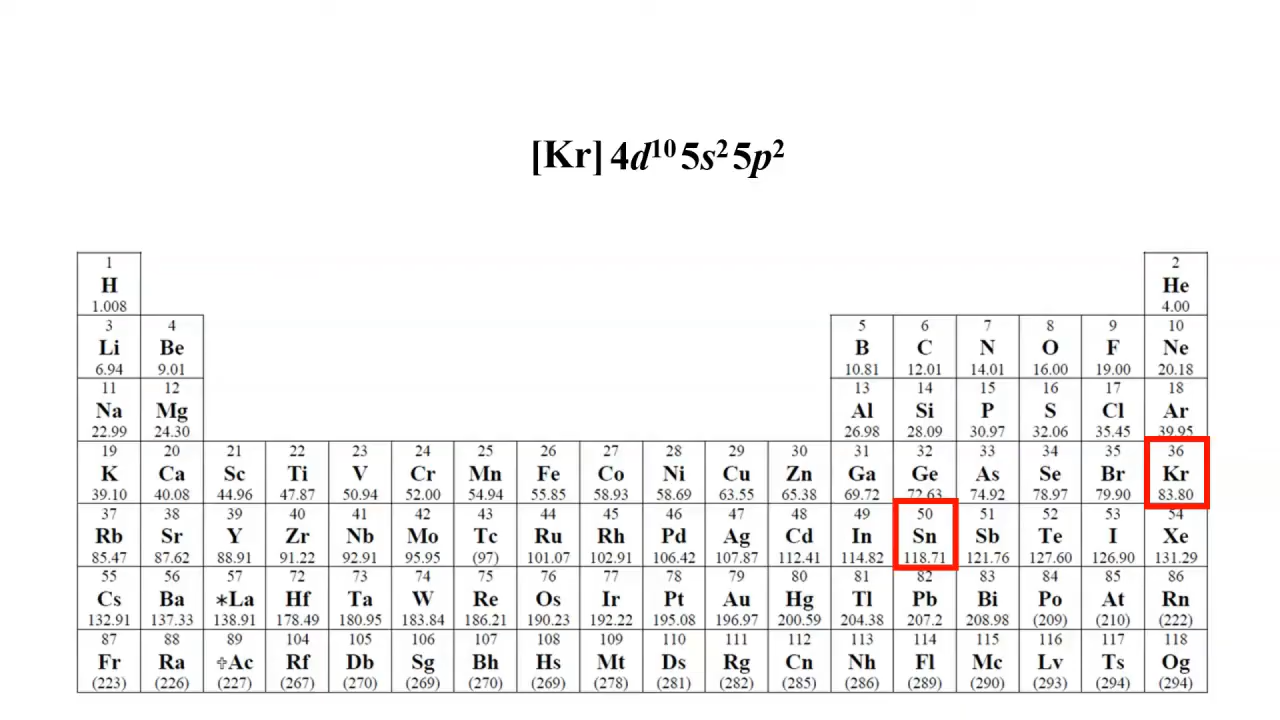 [Kr] 4d¹⁰ 5s² 5p²
1 2
H He
1.008 4.00
3 4 5 6 7 8 9 10
Li Be B C N O F Ne
6.94 9.01 10.81 12.01 14.01 16.00 19.00 20.18
11 12 13 14 15 16 17 18
Na Mg Al Si P S Cl Ar
22.99 24.30 26.98 28.09 30.97 32.06 35.45 39.95
19 20 21 22 23 24 25 26 27 28 29 30 31 32 33 34 35 36
K Ca Sc Ti V Cr Mn Fe Co Ni Cu Zn Ga Ge As Se Br Kr
39.10 40.08 44.96 47.87 50.94 52.00 54.94 55.85 58.93 58.69 63.55 65.38 69.72 72.63 74.92 78.97 79.90 83.80
37 38 39 40 41 42 43 44 45 46 47 48 49 50 51 52 53 54
Rb Sr Y Zr Nb Mo Tc Ru Rh Pd Ag Cd In Sn Sb Te I Xe
85.47 87.62 88.91 91.22 92.91 95.95 (97) 101.07 102.91 106.42 107.87 112.41 114.82 118.71 121.76 127.60 126.90 131.29
55 56 57 72 73 74 75 76 77 78 79 80 81 82 83 84 85 86
Cs Ba *La Hf Ta W Re Os Ir Pt Au Hg Tl Pb Bi Po At Rn
132.91 137.33 138.91 178.49 180.95 183.84 186.21 190.23 192.22 195.08 196.97 200.59 204.38 207.2 208.98 (209) (210) (222)
87 88 89 104 105 106 107 108 109 110 111 112 113 114 115 116 117 118
Fr Ra ✝Ac Rf Db Sg Bh Hs Mt Ds Rg Cn Nh Fl Mc Lv Ts Og
(223) (226) (227) (267) (270) (269) (270) (269) (278) (281) (282) (285) (286) (289) (290) (293) (294) (294)